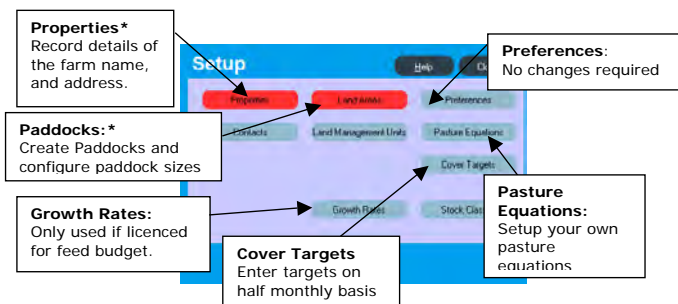 Properties*
Record details of
the farm name,
and address.
Setup
Help
Preferences:
No changes required
Properties
Land Areas
Preferences
Paddocks:*
Create Paddocks and
configure paddock sizes
Contacts
Land Management Units
Pasture Equations
Cover Targets
Growth Rates:
Only used if licenced
for feed budget.
Growth Rates
Stock
Cover Targets
Enter targets on
half monthly basis
Pasture
Equations:
Setup your own
pasture
equations